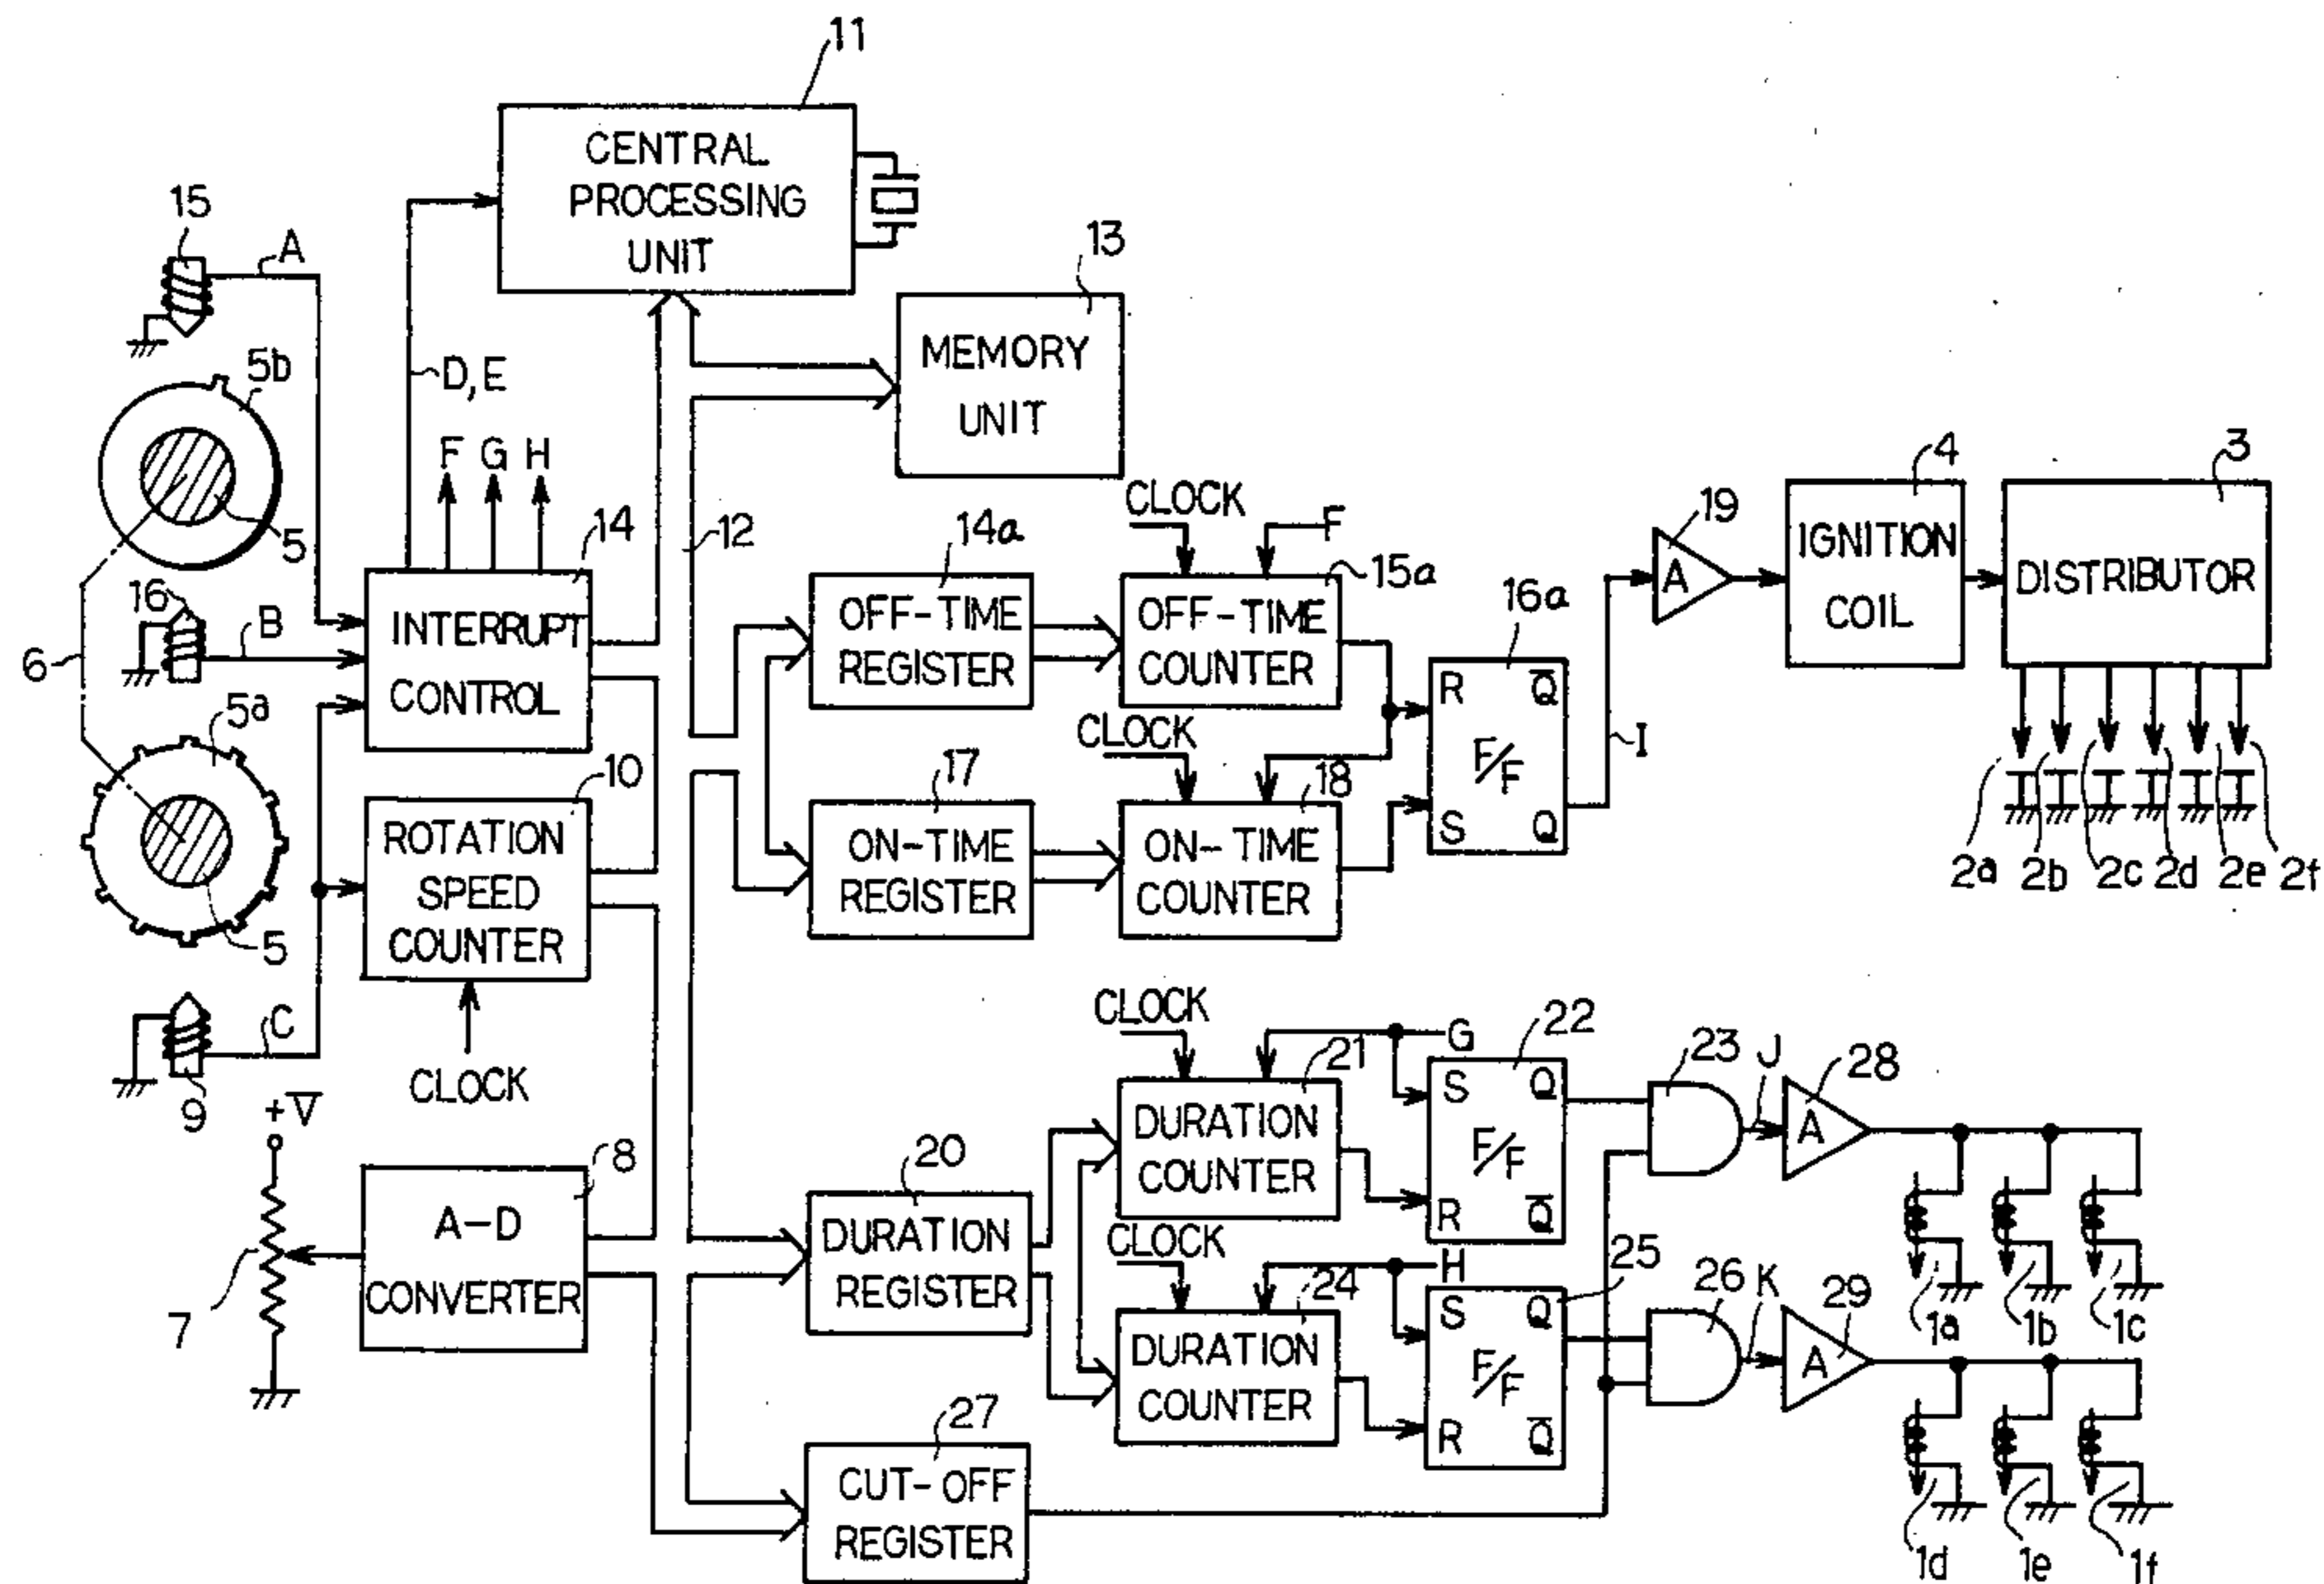 11
CENTRAL
PROCESSING
UNIT
15
A
13
MEMORY
UNIT
5b
D,E
F G H
5
14
12
INTERRUPT
CONTROL
16
B
6
5a
5
10
ROTATION
SPEED
COUNTER
CLOCK
C
9
+V
7
8
A-D
CONVERTER
14a
OFF-TIME
REGISTER
CLOCK
F
15a
OFF-TIME
COUNTER
17
ON-TIME
REGISTER
CLOCK
18
ON-TIME
COUNTER
16a
R Q̅
F/F
S Q
I
19
A
4
IGNITION
COIL
3
DISTRIBUTOR
2a 2b 2c 2d 2e 2f
20
DURATION
REGISTER
CLOCK
G
21
DURATION
COUNTER
22
S Q
F/F
R Q̅
23
J
28
A
1a 1b 1c
CLOCK
H
24
DURATION
COUNTER
25
S Q
F/F
R Q̅
26
K
29
A
1d 1e 1f
27
CUT-OFF
REGISTER